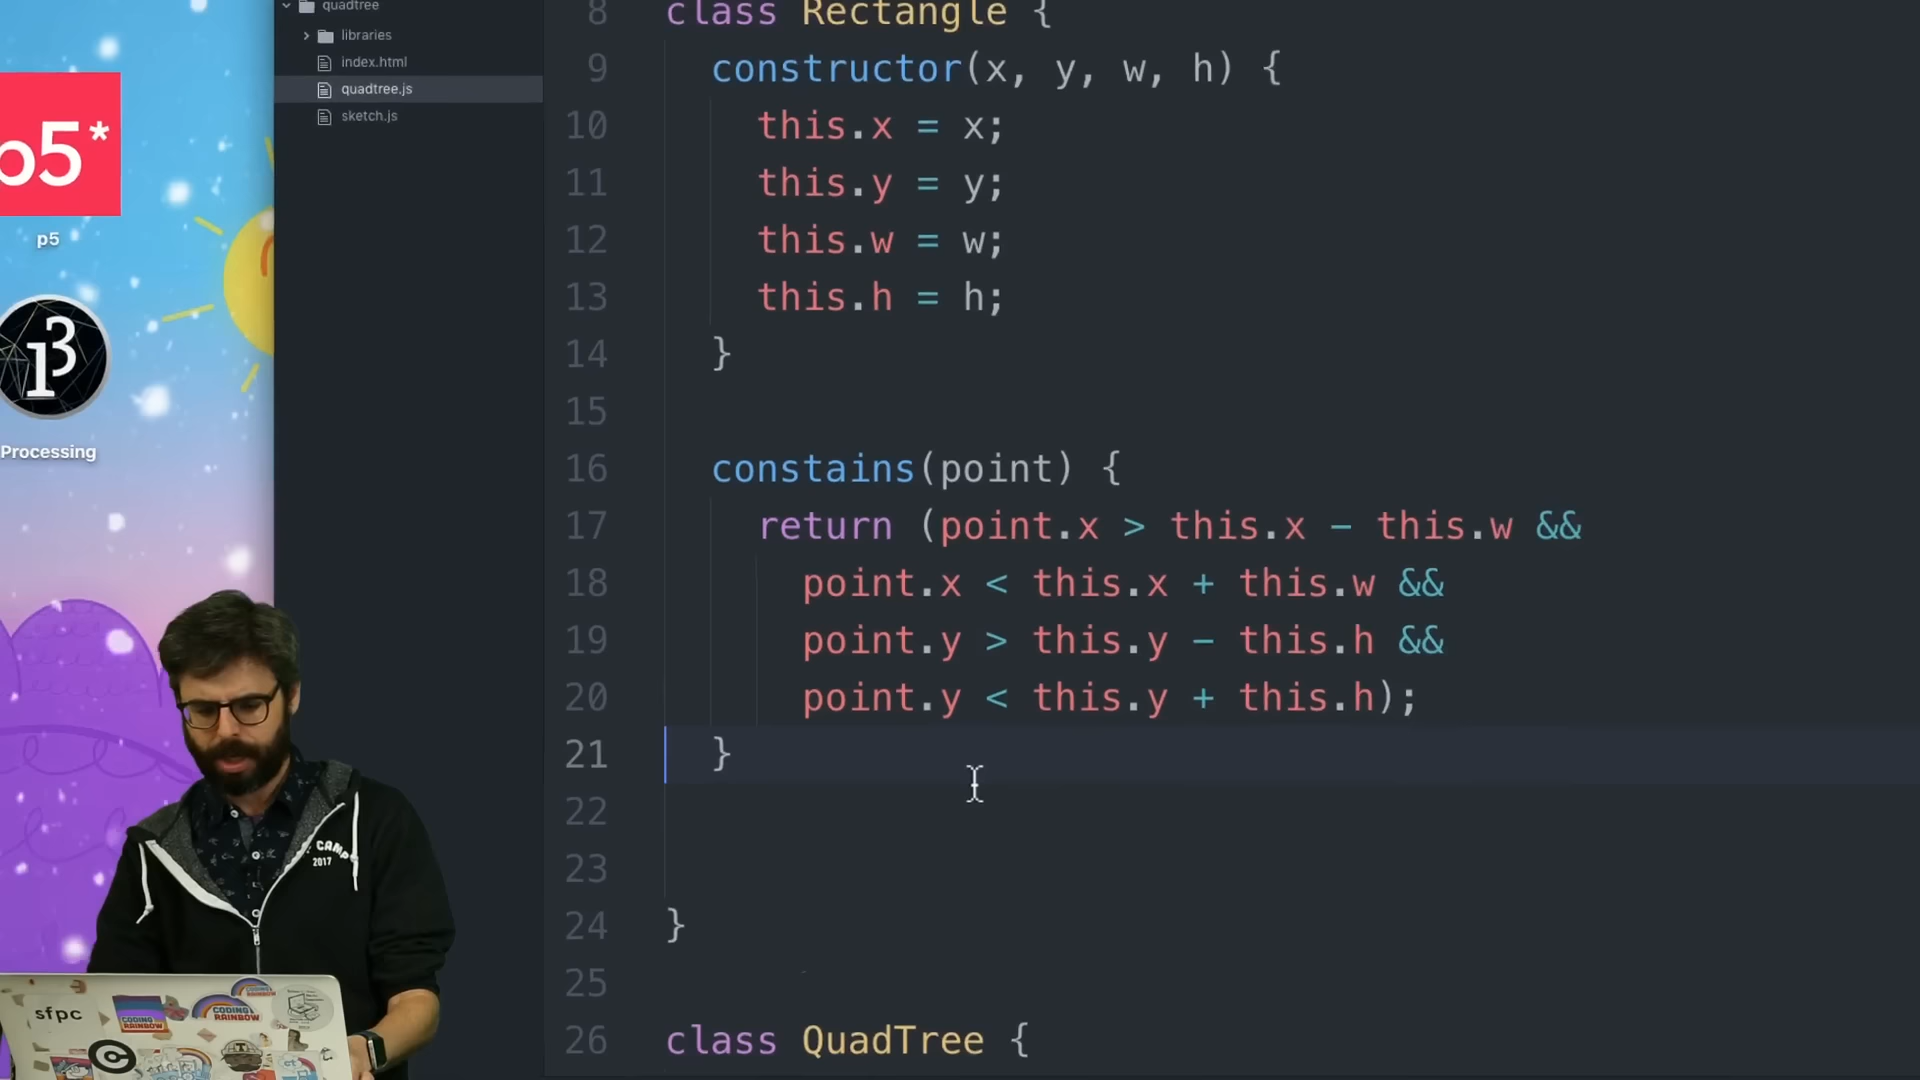 quadtree
libraries
index.html
quadtree.js
sketch.js
p5*
p5
Processing
8 class Rectangle {
9 constructor(x, y, w, h) {
10 this.x = x;
11 this.y = y;
12 this.w = w;
13 this.h = h;
14 }
15
16 constains(point) {
17 return (point.x > this.x - this.w &&
18 point.x < this.x + this.w &&
19 point.y > this.y - this.h &&
20 point.y < this.y + this.h);
21 }
22
23
24 }
25
26 class QuadTree {
CAMP
2017
sfpc
CODING
RAINBOW
CODING
RAINBOW